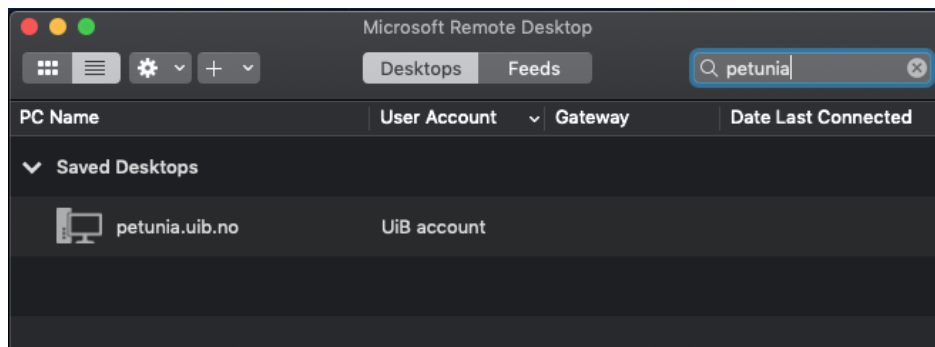 Microsoft Remote Desktop
Desktops Feeds petunia
PC Name User Account Gateway Date Last Connected
Saved Desktops
petunia.uib.no UiB account